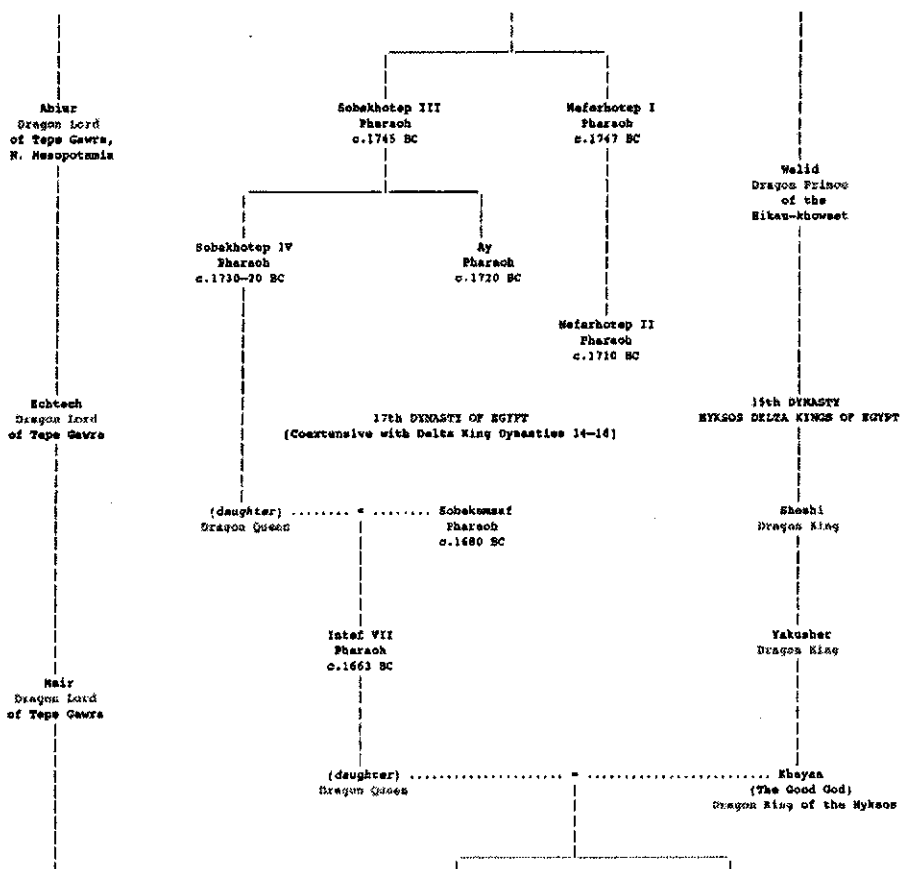 Abiur
Dragon Lord
of Tepe Gawra,
N. Mesopotamia
Sobekhotep III
Pharaoh
c.1745 BC
Neferhotep I
Pharaoh
c.1747 BC
Walid
Dragon Prince
of the
Hikau-khowset
Sobekhotep IV
Pharaoh
c.1730-20 BC
Ay
Pharaoh
c.1720 BC
Neferhotep II
Pharaoh
c.1710 BC
Echtech
Dragon Lord
of Tepe Gawra
17th DYNASTY OF EGYPT
(Coextensive with Delta King Dynasties 14-16)
15th DYNASTY
HYKSOS DELTA KINGS OF EGYPT
(daughter) ........ = ........ Sobekemsaf
Dragon Queen
Pharaoh
c.1680 BC
Sheshi
Dragon King
Intef VII
Pharaoh
c.1663 BC
Yakusher
Dragon King
Mair
Dragon Lord
of Tepe Gawra
(daughter) ........ = ........ Khayan
Dragon Queen
(The Good God)
Dragon King of the Hyksos